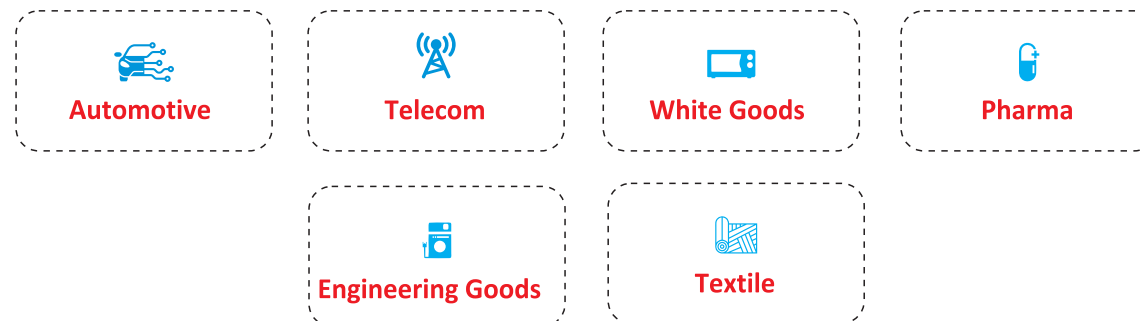 Automotive
Telecom
White Goods
Pharma
Engineering Goods
Textile